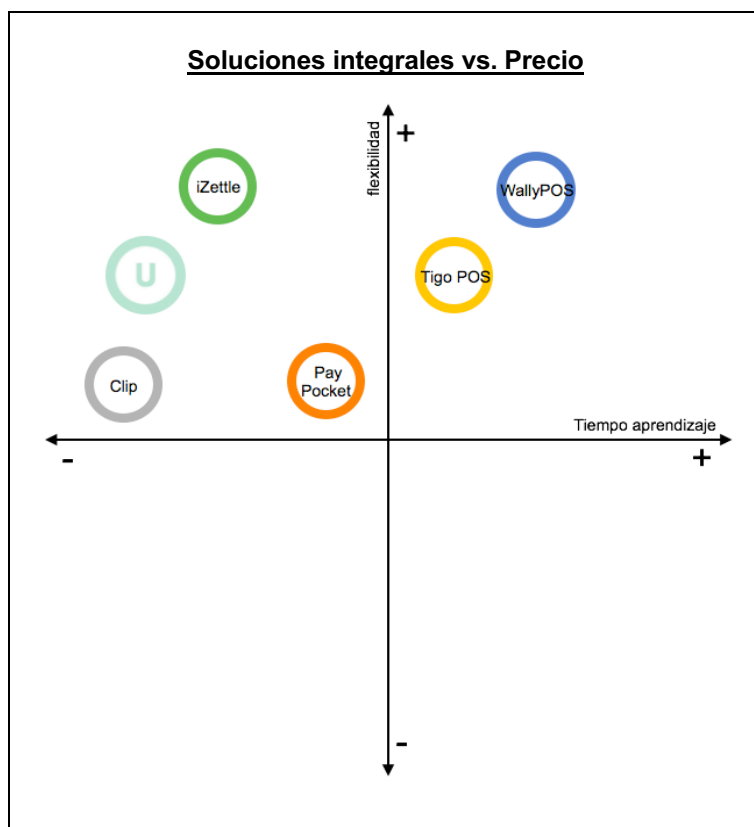 Soluciones integrales vs. Precio
flexibilidad
+
iZettle
WallyPOS
U
Tigo POS
Clip
Pay
Pocket
Tiempo aprendizaje
-
+
-